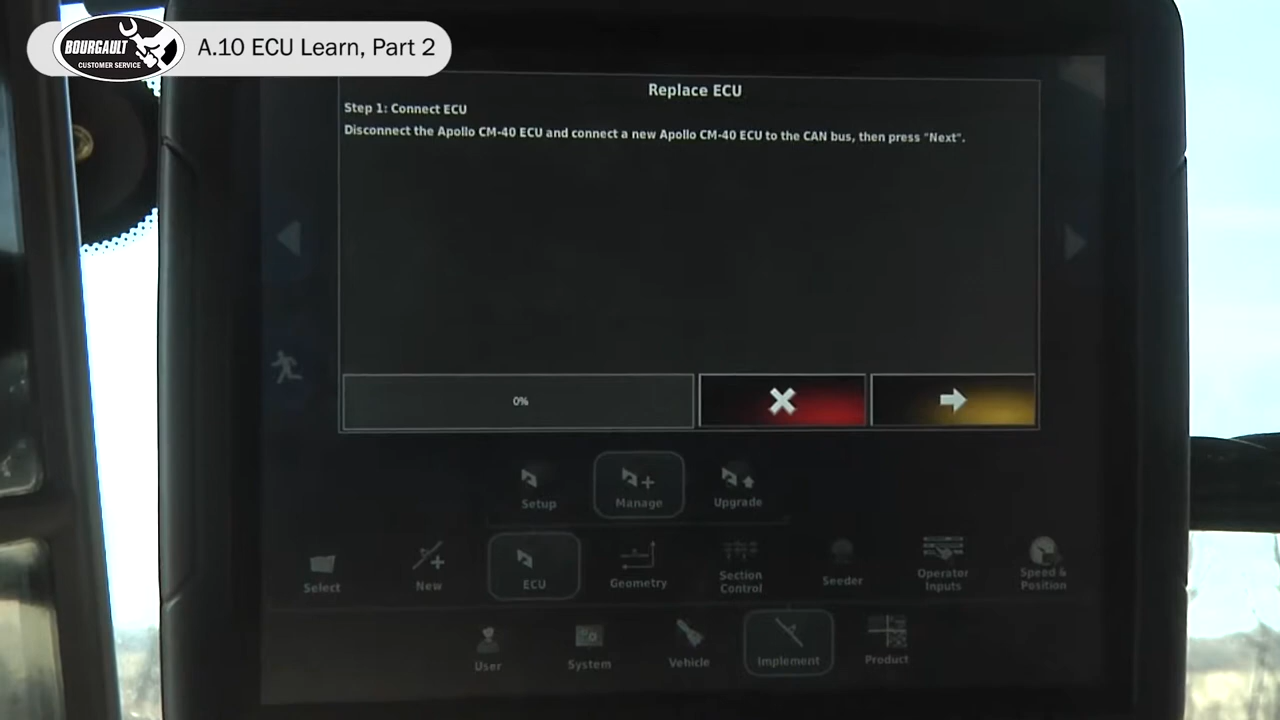 BOURGAULT
CUSTOMER SERVICE
A.10 ECU Learn, Part 2
Replace ECU
Step 1: Connect ECU
Disconnect the Apollo CM-40 ECU and connect a new Apollo CM-40 ECU to the CAN bus, then press "Next".
0%
Setup
Manage
Upgrade
Select
New
ECU
Geometry
Section
Control
Seeder
Operator
Inputs
Speed &
Position
User
System
Vehicle
Implement
Product